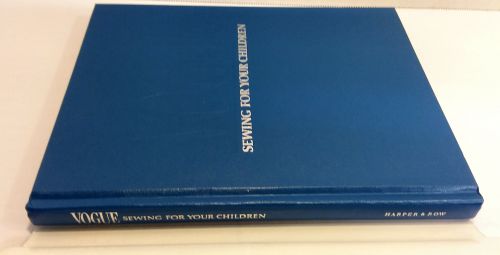 SEWING FOR YOUR CHILDREN
VOGUE SEWING FOR YOUR CHILDREN HARPER & ROW